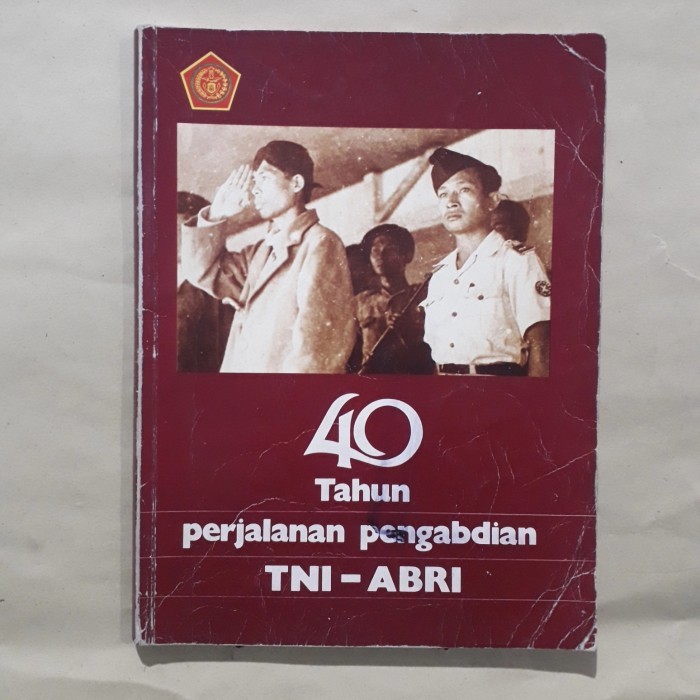 40
Tahun
perjalanan pengabdian
TNI – ABRI